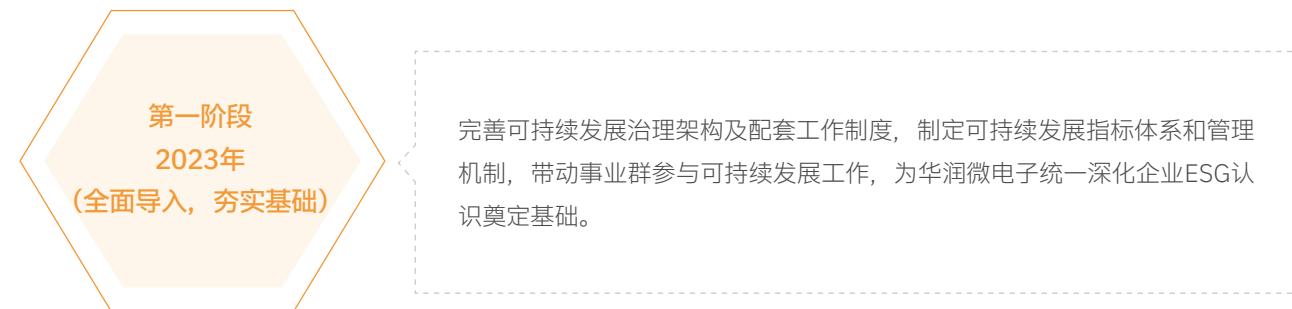 第一阶段
2023年
（全面导入，夯实基础）
完善可持续发展治理架构及配套工作制度，制定可持续发展指标体系和管理
机制，带动事业群参与可持续发展工作，为华润微电子统一深化企业ESG认
识奠定基础。